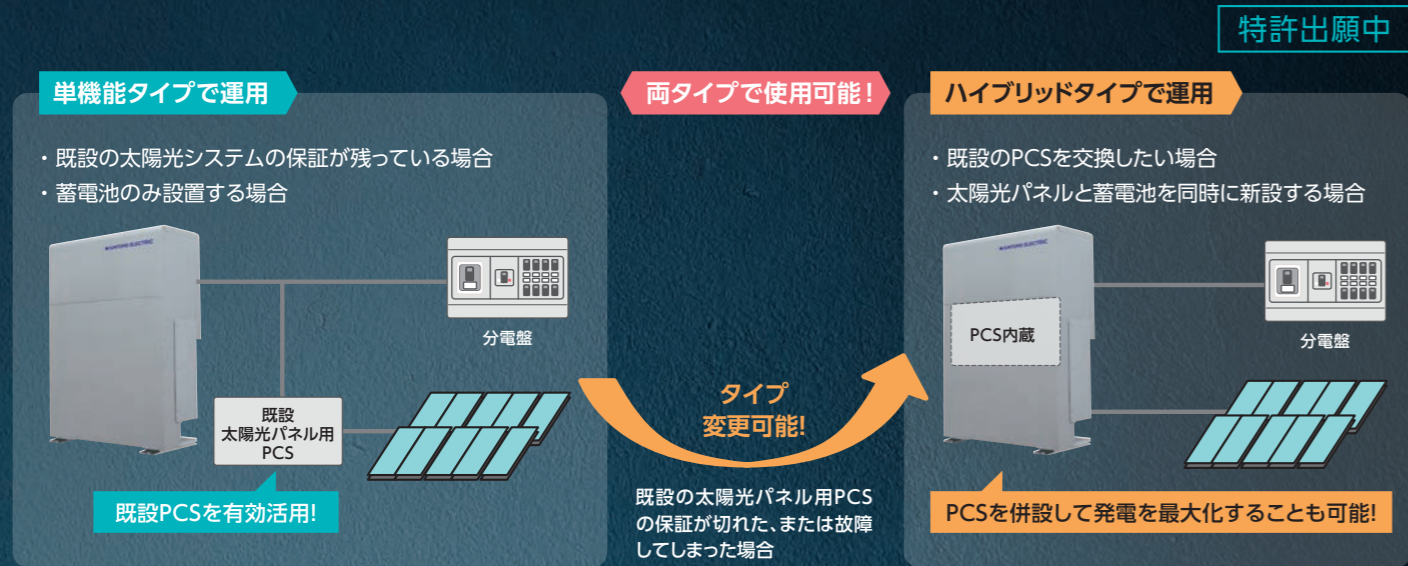 特許出願中
単機能タイプで運用
・既設の太陽光システムの保証が残っている場合
・蓄電池のみ設置する場合
分電盤
既設
太陽光パネル用
PCS
既設PCSを有効活用!
両タイプで使用可能!
タイプ
変更可能!
既設の太陽光パネル用PCS
の保証が切れた、または故障
してしまった場合
ハイブリッドタイプで運用
・既設のPCSを交換したい場合
・太陽光パネルと蓄電池を同時に新設する場合
PCS内蔵
分電盤
PCSを併設して発電を最大化することも可能!